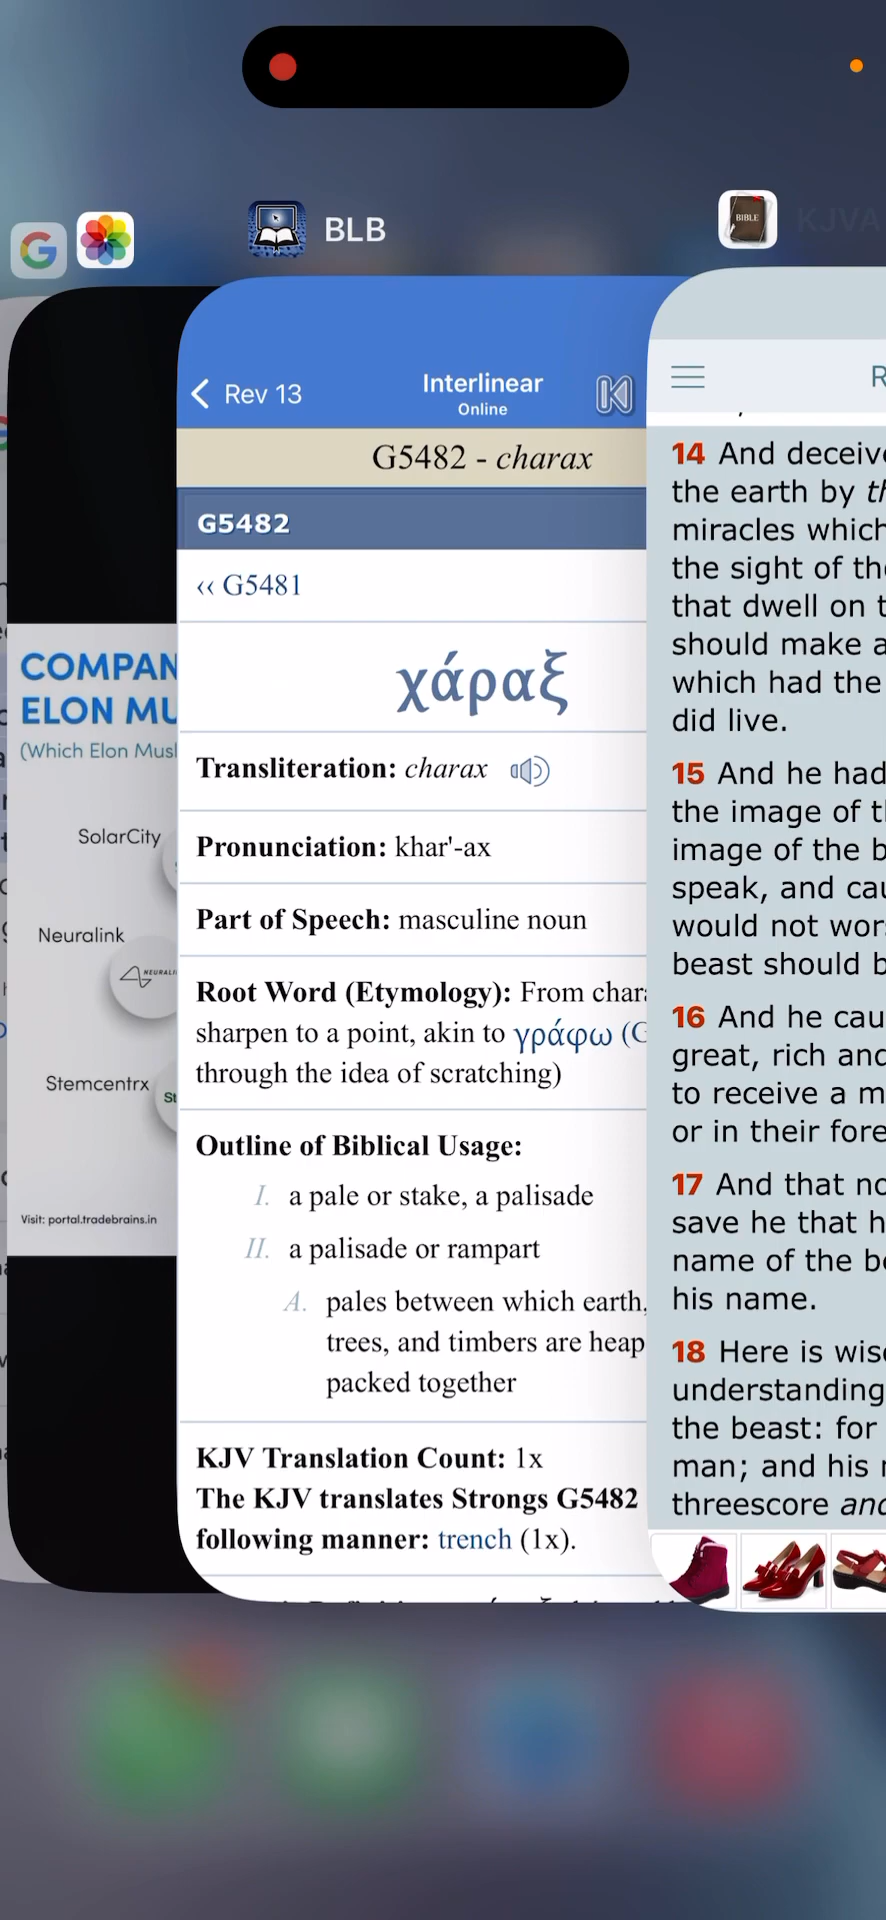 BLB
BIBLE
KJVA
Rev 13
Interlinear
Online
G5482 - charax
G5482
‹‹ G5481
χάραξ
Transliteration: charax
Pronunciation: khar'-ax
Part of Speech: masculine noun
Root Word (Etymology): From
sharpen to a point, akin to γράφω
through the idea of scratching)
Outline of Biblical Usage:
I. a pale or stake, a palisade
II. a palisade or rampart
A. pales between which earth,
trees, and timbers are
packed together
KJV Translation Count: 1x
The KJV translates Strongs G5482
following manner: trench (1x).
COMPAN
ELON MU
(Which Elon Musk
SolarCity
Neuralink
Stemcentrx
St
Visit: portal.tradebrains.in
14 And deceive
the earth by
miracles which
the sight of the
that dwell on
should make a
which had the
did live.
15 And he had
the image of
image of the b
speak, and cau
would not wor
beast should b
16 And he cau
great, rich and
to receive a m
or in their fore
17 And that no
save he that h
name of the be
his name.
18 Here is wis
understanding
the beast: for
man; and his
threescore and